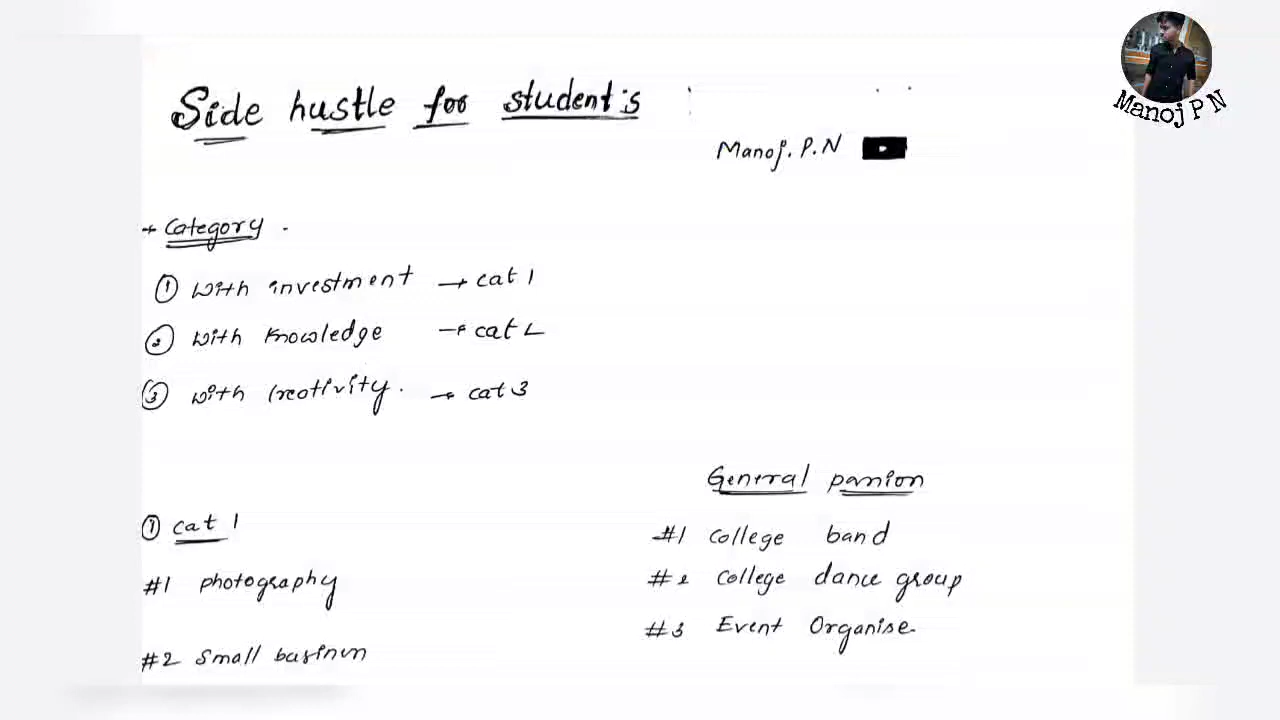 Side hustle for student's
Manoj P N
Manoj. P. N
→ Category.
① with investment → cat 1
② with knowledge → cat 2
③ with creativity. → cat 3
① cat 1
#1 photography
#2 Small business
General passion
#1 College band
#2 College dance group
#3 Event Organise